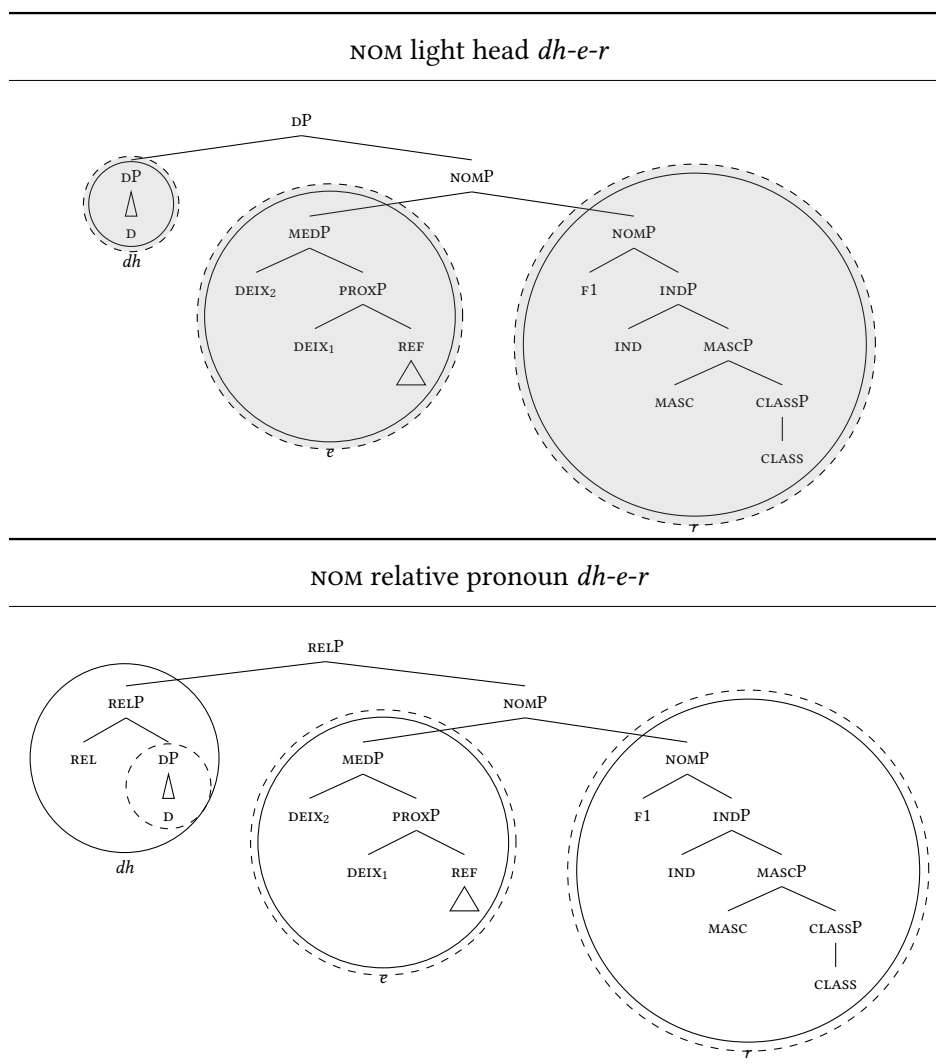 NOM light head dh-e-r
DP
DP NOMP
D MEDP NOMP
dh
DEIX₂ PROXP F1 INDP
DEIX₁ REF IND MASCP
MASC CLASSP
e CLASS
r
NOM relative pronoun dh-e-r
RELP
RELP NOMP
REL DP MEDP NOMP
D DEIX₂ PROXP F1 INDP
dh DEIX₁ REF IND MASCP
MASC CLASSP
e CLASS
r